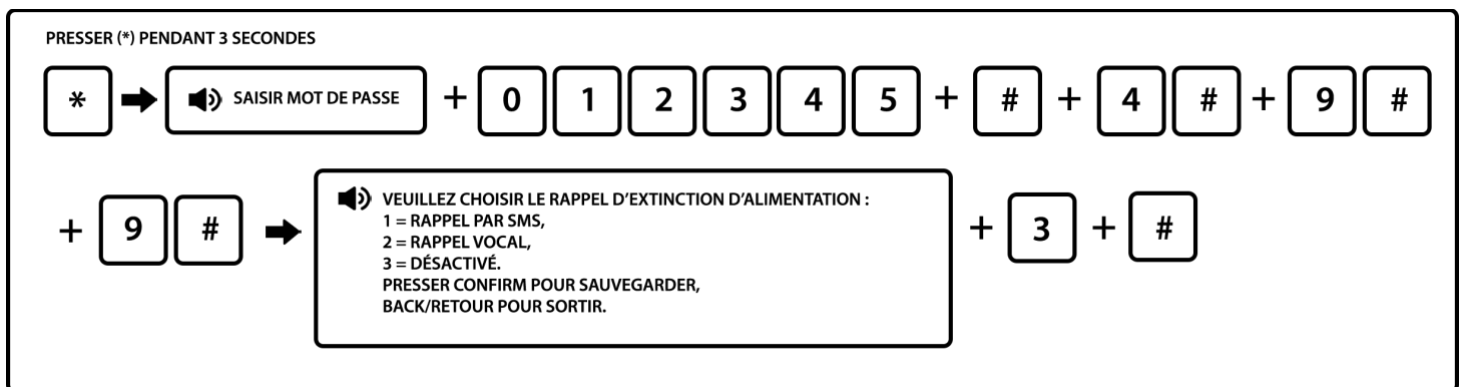 PRESSER (*) PENDANT 3 SECONDES
* SAISIR MOT DE PASSE + 0 1 2 3 4 5 + # + 4 # + 9 #
+ 9 # VEUILLEZ CHOISIR LE RAPPEL D'EXTINCTION D'ALIMENTATION :
1 = RAPPEL PAR SMS,
2 = RAPPEL VOCAL,
3 = DÉSACTIVÉ.
PRESSER CONFIRM POUR SAUVEGARDER,
BACK/RETOUR POUR SORTIR.
+ 3 + #